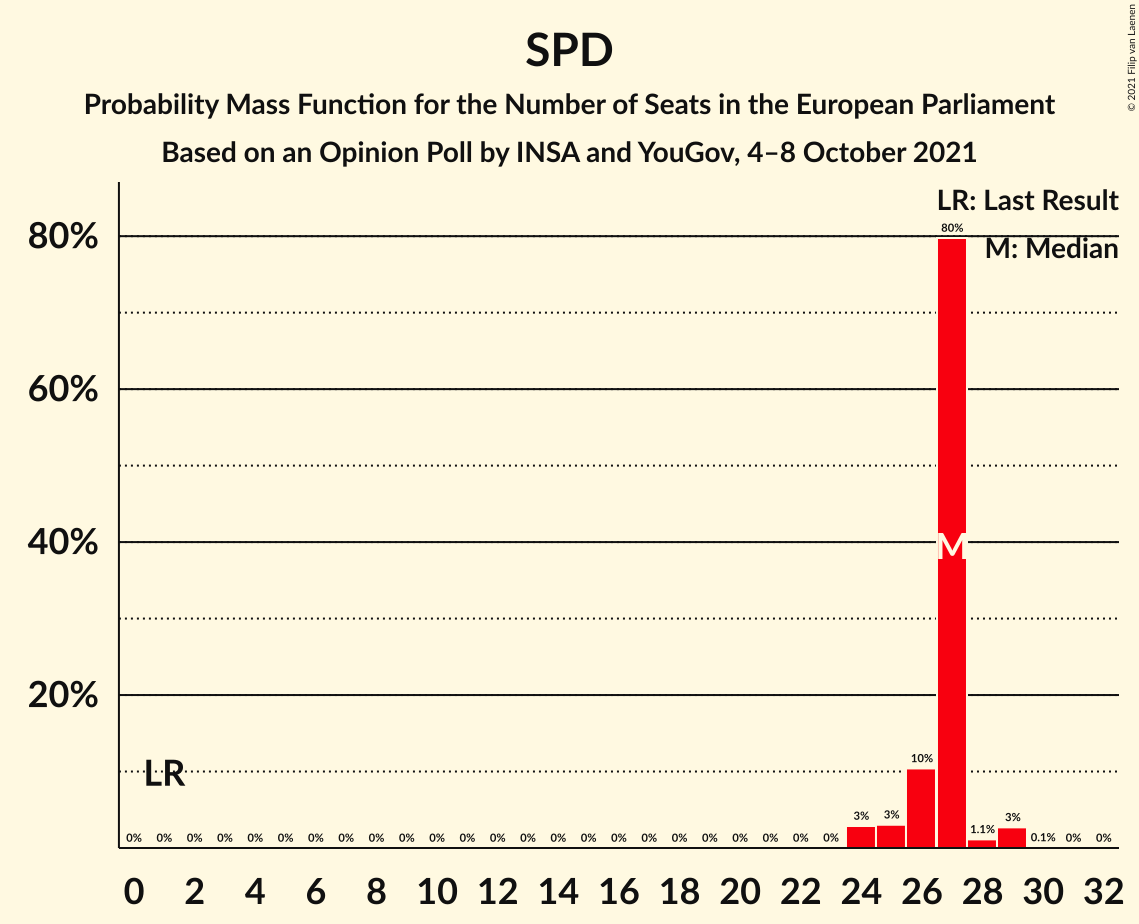 SPD
Probability Mass Function for the Number of Seats in the European Parliament
Based on an Opinion Poll by INSA and YouGov, 4–8 October 2021
© 2021 Filip van Laenen
LR: Last Result
M: Median
80%
60%
40%
20%
LR
M
0% 0% 0% 0% 0% 0% 0% 0% 0% 0% 0% 0% 0% 0% 0% 0% 0% 0% 0% 0% 0% 0% 0% 0% 3% 3% 10% 80% 1.1% 3% 0.1% 0% 0%
0 2 4 6 8 10 12 14 16 18 20 22 24 26 28 30 32